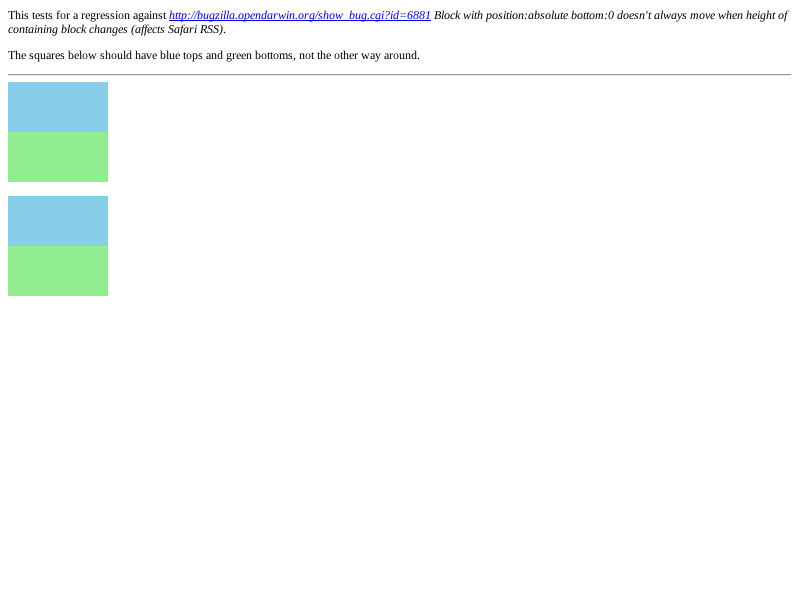 This tests for a regression against http://bugzilla.opendarwin.org/show_bug.cgi?id=6881 Block with position:absolute bottom:0 doesn't always move when height of
containing block changes (affects Safari RSS).
The squares below should have blue tops and green bottoms, not the other way around.